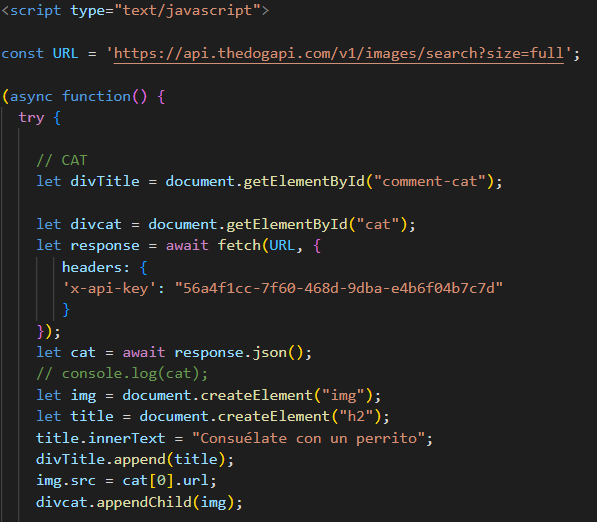 <script type="text/javascript">
const URL = 'https://api.thedogapi.com/v1/images/search?size=full';
(async function() {
try {
// CAT
let divTitle = document.getElementById("comment-cat");
let divcat = document.getElementById("cat");
let response = await fetch(URL, {
headers: {
'x-api-key': "56a4f1cc-7f60-468d-9dba-e4b6f04b7c7d"
}
});
let cat = await response.json();
// console.log(cat);
let img = document.createElement("img");
let title = document.createElement("h2");
title.innerText = "Consuélate con un perrito";
divTitle.append(title);
img.src = cat[0].url;
divcat.appendChild(img);